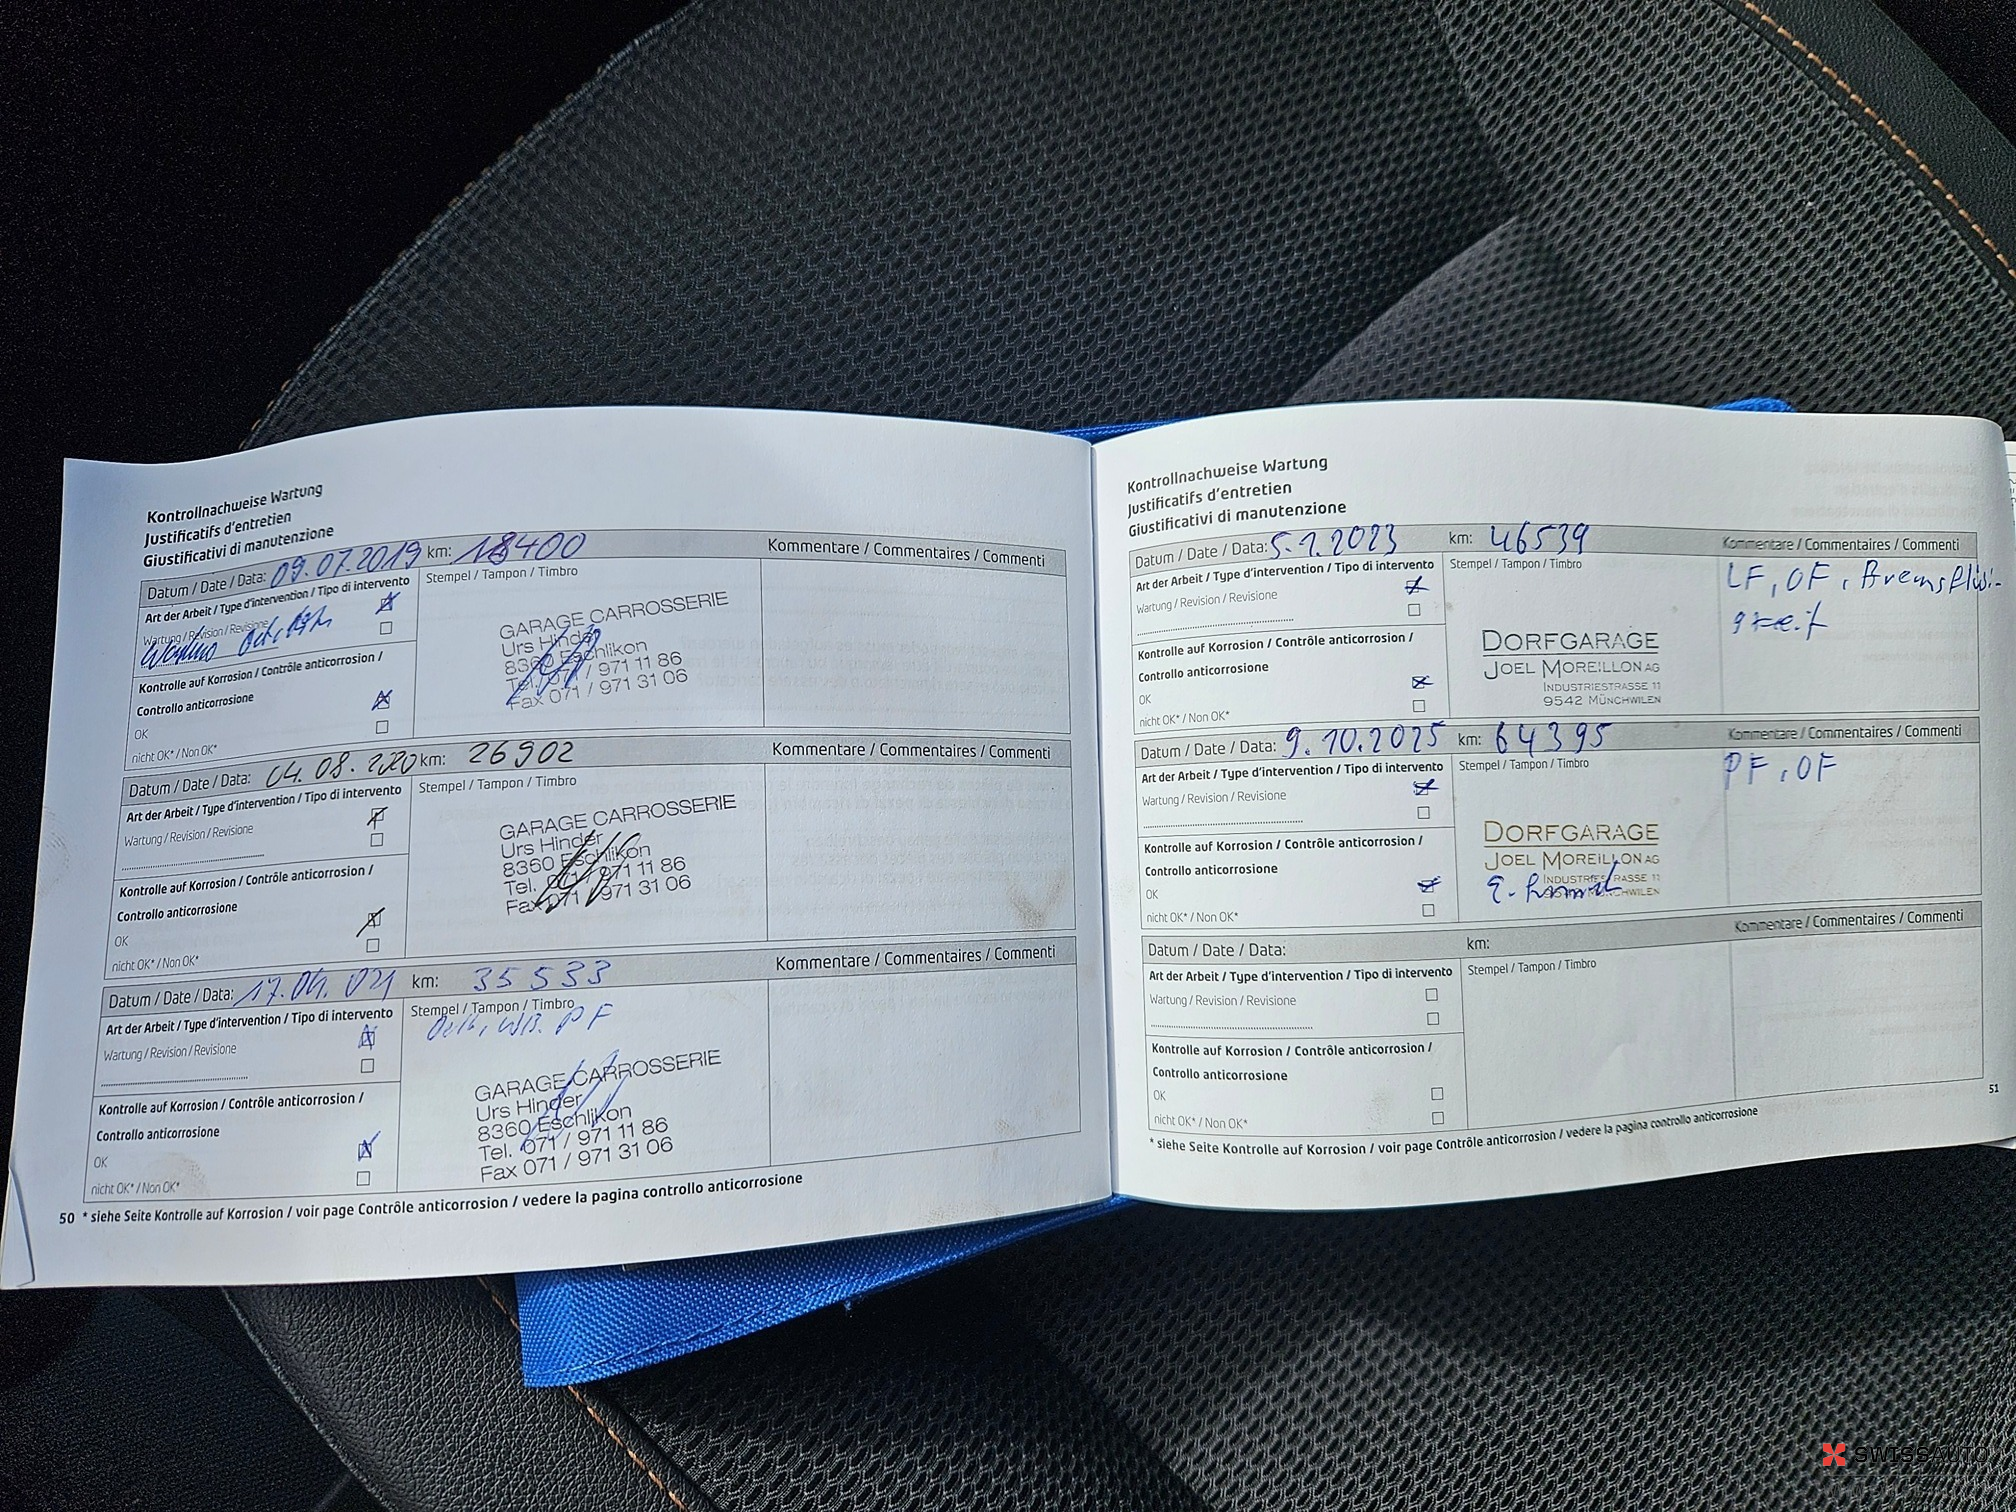 Kontrollnachweise Wartung
Justificatifs d'entretien
Giustificativi di manutenzione
Datum / Date / Data: 09.07.2019 km: 18400 Kommentare / Commentaires / Commenti
Art der Arbeit / Type d'intervention / Tipo di intervento Stempel / Tampon / Timbro
Wartung / Revision / Revisione
Kontrolle auf Korrosion / Contrôle anticorrosion /
Controllo anticorrosione
OK
nicht OK* / Non OK*
GARAGE CARROSSERIE
Urs Hinder
8360 Eschlikon
Tel. 071 / 971 11 86
Fax 071 / 971 31 06
Datum / Date / Data: 04.08.2020 km: 26902 Kommentare / Commentaires / Commenti
Art der Arbeit / Type d'intervention / Tipo di intervento Stempel / Tampon / Timbro
Wartung / Revision / Revisione
Kontrolle auf Korrosion / Contrôle anticorrosion /
Controllo anticorrosione
OK
nicht OK* / Non OK*
GARAGE CARROSSERIE
Urs Hinder
8360 Eschlikon
Tel. 071 / 971 11 86
Fax 071 / 971 31 06
Datum / Date / Data: 17.04.021 km: 35533 Kommentare / Commentaires / Commenti
Art der Arbeit / Type d'intervention / Tipo di intervento Stempel / Tampon / Timbro
PF
Wartung / Revision / Revisione
Kontrolle auf Korrosion / Contrôle anticorrosion /
Controllo anticorrosione
OK
nicht OK* / Non OK*
GARAGE CARROSSERIE
Urs Hinder
8360 Eschlikon
Tel. 071 / 971 11 86
Fax 071 / 971 31 06
50 * siehe Seite Kontrolle auf Korrosion / voir page Contrôle anticorrosion / vedere la pagina controllo anticorrosione
Kontrollnachweise Wartung
Justificatifs d'entretien
Giustificativi di manutenzione
Datum / Date / Data: 5.1.2023 km: 46539 Kommentare / Commentaires / Commenti
Art der Arbeit / Type d'intervention / Tipo di intervento Stempel / Tampon / Timbro
LF, OF, Bremsflüssi-
Wartung / Revision / Revisione
Kontrolle auf Korrosion / Contrôle anticorrosion /
Controllo anticorrosione
OK
nicht OK* / Non OK*
DORFGARAGE
JOEL MOREILLON AG
INDUSTRIESTRASSE 11
9542 MÜNCHWILEN
Datum / Date / Data: 9.10.2025 km: 64395 Kommentare / Commentaires / Commenti
Art der Arbeit / Type d'intervention / Tipo di intervento Stempel / Tampon / Timbro
PF, OF
Wartung / Revision / Revisione
Kontrolle auf Korrosion / Contrôle anticorrosion /
Controllo anticorrosione
OK
nicht OK* / Non OK*
DORFGARAGE
JOEL MOREILLON AG
INDUSTRIESTRASSE 11
9542 MÜNCHWILEN
Datum / Date / Data: km: Kommentare / Commentaires / Commenti
Art der Arbeit / Type d'intervention / Tipo di intervento Stempel / Tampon / Timbro
Wartung / Revision / Revisione
Kontrolle auf Korrosion / Contrôle anticorrosion /
Controllo anticorrosione
OK
nicht OK* / Non OK*
51
* siehe Seite Kontrolle auf Korrosion / voir page Contrôle anticorrosion / vedere la pagina controllo anticorrosione
SWISSAUTO